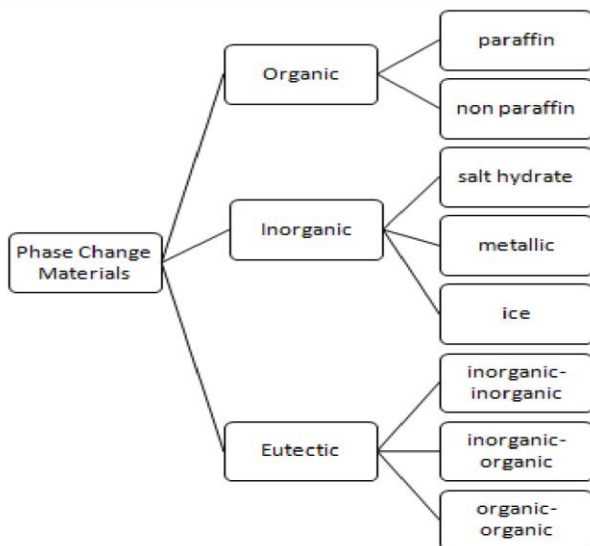 Phase Change
Materials
Organic
paraffin
non paraffin
Inorganic
salt hydrate
metallic
ice
Eutectic
inorganic-
inorganic
inorganic-
organic
organic-
organic